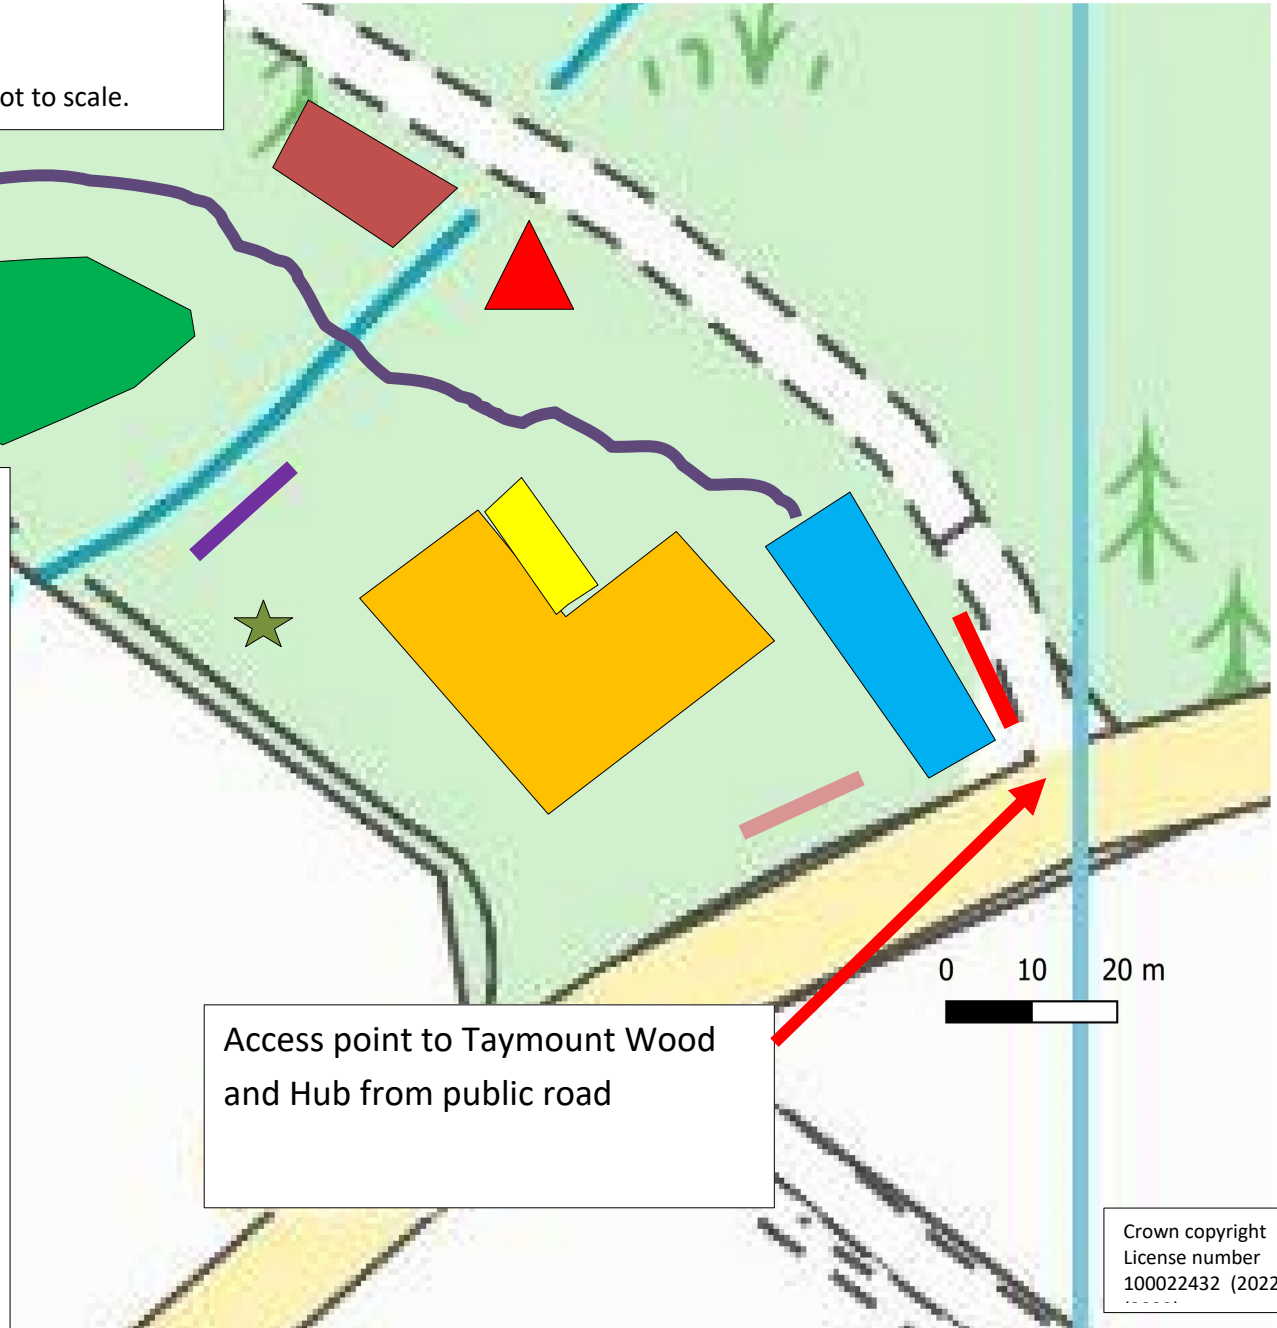 ot to scale.
0 10 20 m
Access point to Taymount Wood
and Hub from public road
Crown copyright
License number
100022432 (2022